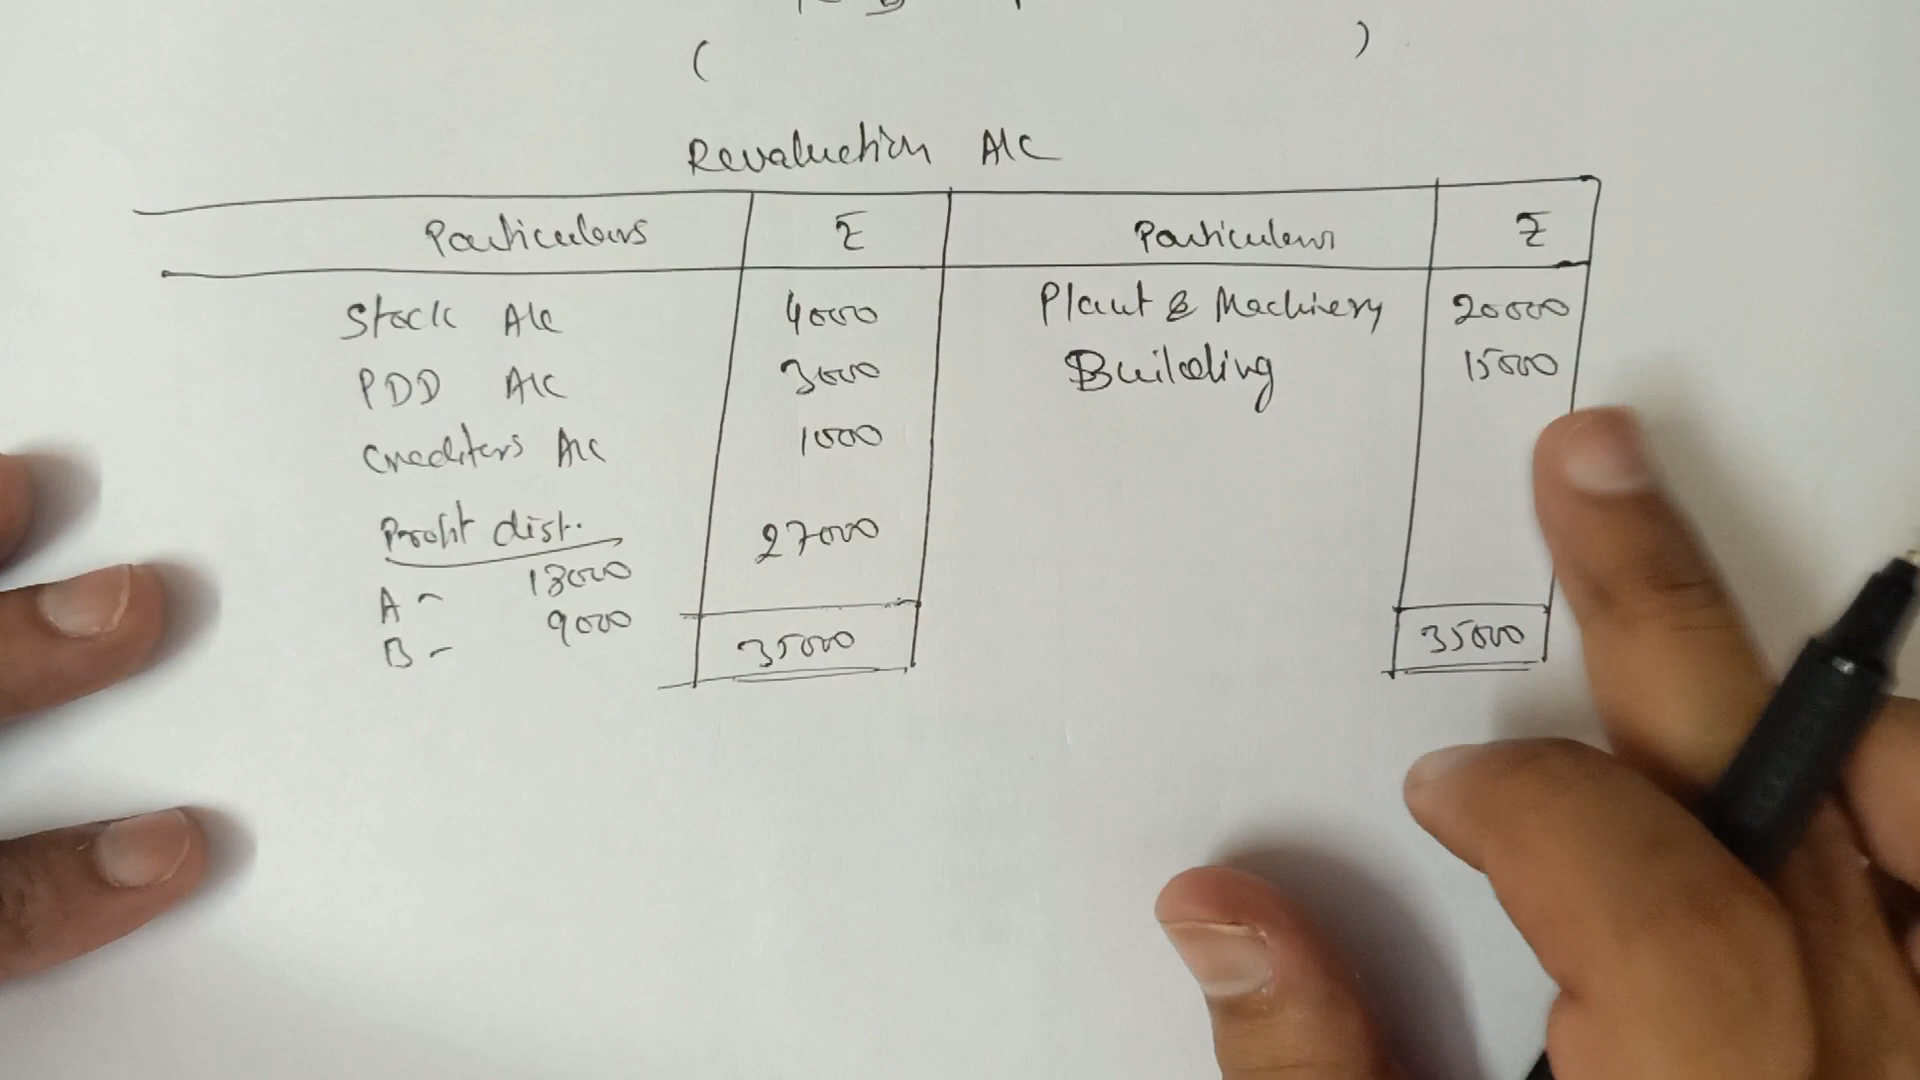 (                    )
Revaluation A/c
Particulars ₹ Particulars ₹
Stock A/c 4000 Plant & Machinery 20000
PDD A/c 3000 Building 15000
Creditors A/c 1000
Profit dist. 27000
A - 18000
B - 9000
35000 35000